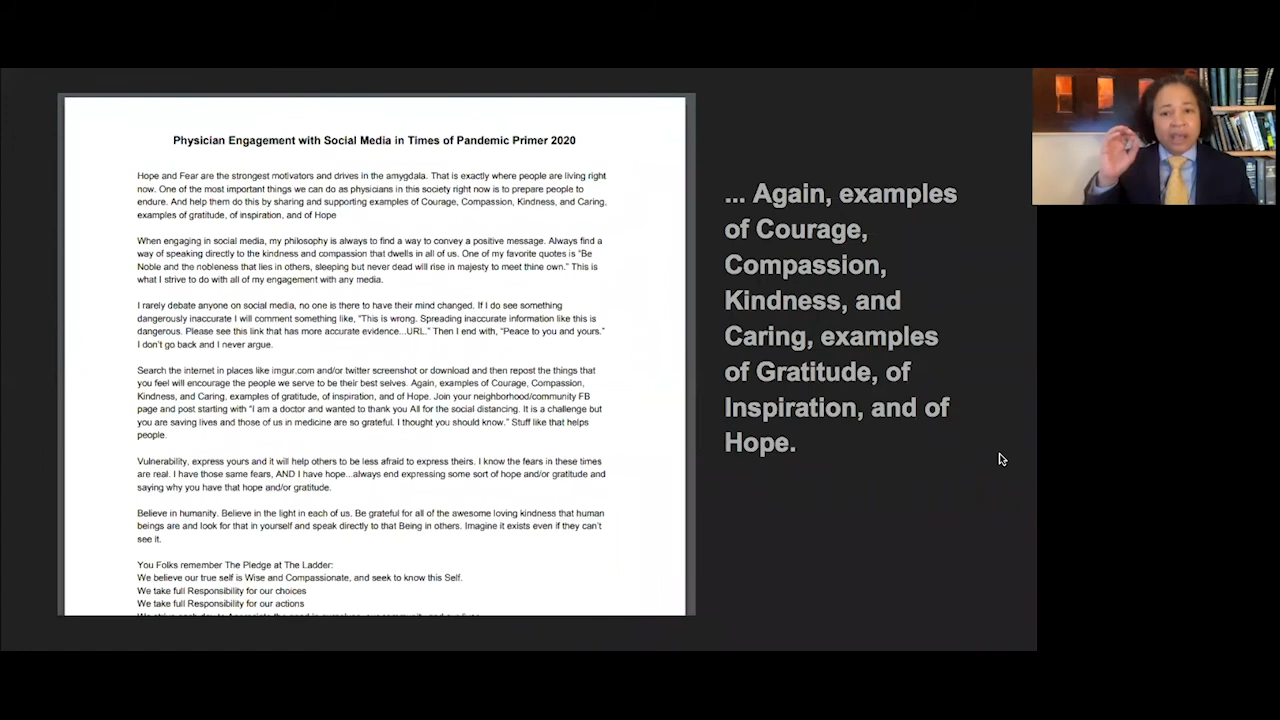 Physician Engagement with Social Media in Times of Pandemic Primer 2020
Hope and Fear are the strongest motivators and drives in the amygdala. That is exactly where people are living right
now. One of the most important things we can do as physicians in this society right now is to prepare people to
endure. And help them do this by sharing and supporting examples of Courage, Compassion, Kindness, and Caring,
examples of gratitude, of inspiration, and of Hope
When engaging in social media, my philosophy is always to find a way to convey a positive message. Always find a
way of speaking directly to the kindness and compassion that dwells in all of us. One of my favorite quotes is "Be
Noble and the nobleness that lies in others, sleeping but never dead will rise in majesty to meet thine own." This is
what I strive to do with all of my engagement with any media.
I rarely debate anyone on social media, no one is there to have their mind changed. If I do see something
dangerously inaccurate I will comment something like, "This is wrong. Spreading inaccurate information like this is
dangerous. Please see this link that has more accurate evidence...URL." Then I end with, "Peace to you and yours."
I don't go back and I never argue.
Search the internet in places like imgur.com and/or twitter screenshot or download and then repost the things that
you feel will encourage the people we serve to be their best selves. Again, examples of Courage, Compassion,
Kindness, and Caring, examples of gratitude, of inspiration, and of Hope. Join your neighborhood/community FB
page and post starting with "I am a doctor and wanted to thank you All for the social distancing. It is a challenge but
you are saving lives and those of us in medicine are so grateful. I thought you should know." Stuff like that helps
people.
Vulnerability, express yours and it will help others to be less afraid to express theirs. I know the fears in these times
are real. I have those same fears, AND I have hope...always end expressing some sort of hope and/or gratitude and
saying why you have that hope and/or gratitude.
Believe in humanity. Believe in the light in each of us. Be grateful for all of the awesome loving kindness that human
beings are and look for that in yourself and speak directly to that Being in others. Imagine it exists even if they can't
see it.
You Folks remember The Pledge at The Ladder:
We believe our true self is Wise and Compassionate, and seek to know this Self.
We take full Responsibility for our choices
We take full Responsibility for our actions
... Again, examples
of Courage,
Compassion,
Kindness, and
Caring, examples
of Gratitude, of
Inspiration, and of
Hope.